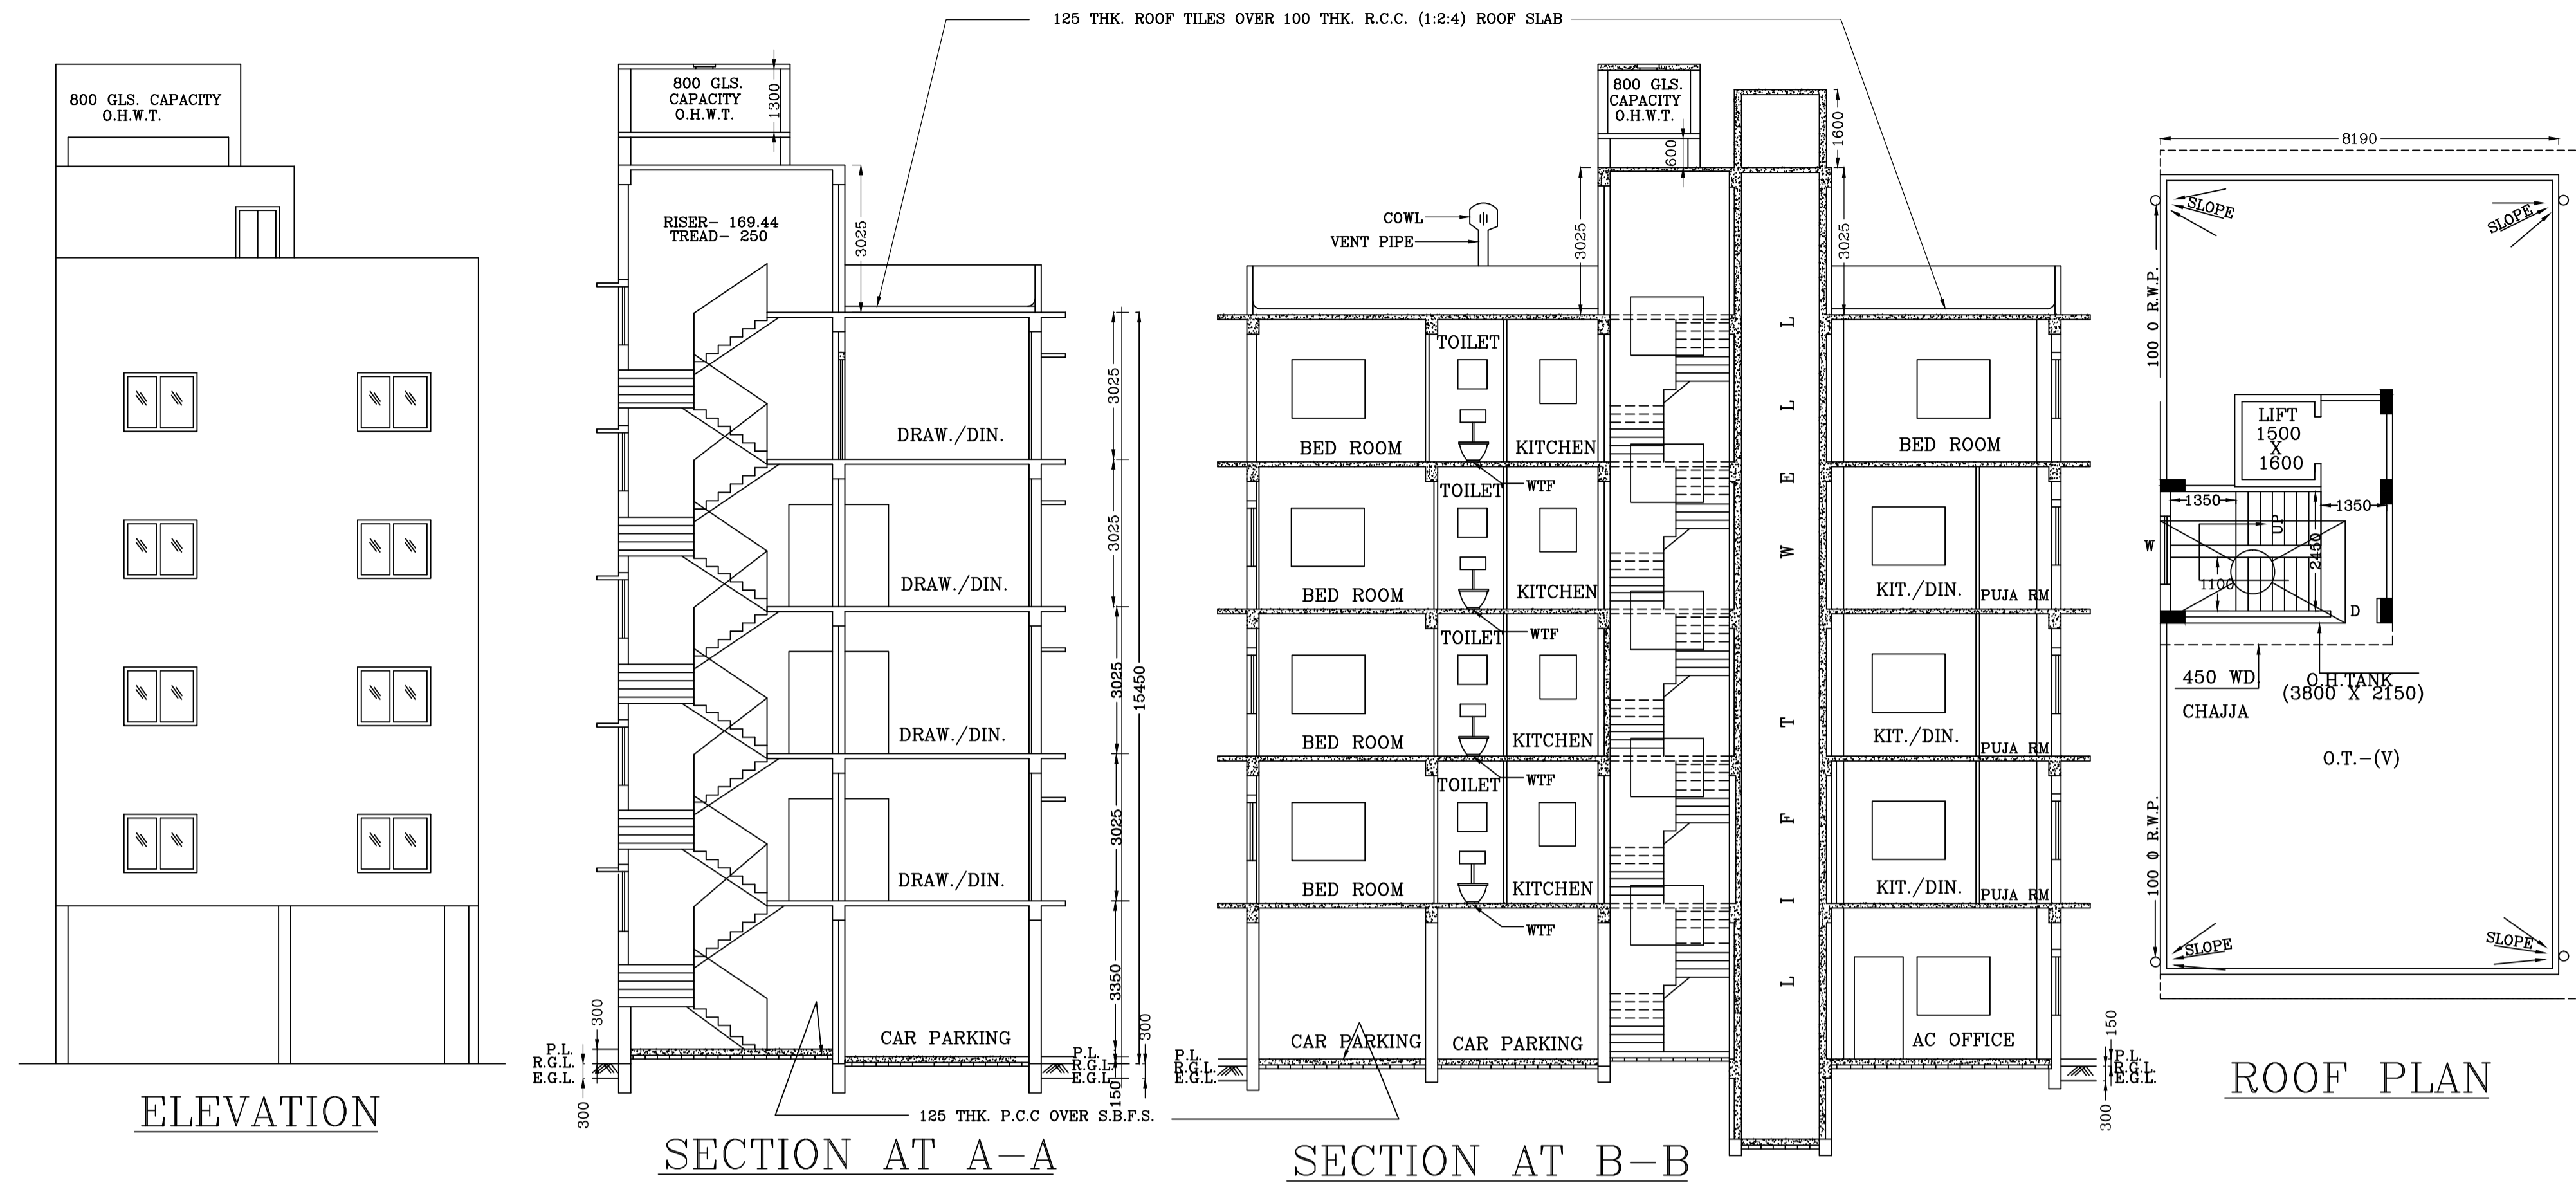 125 THK. ROOF TILES OVER 100 THK. R.C.C. (1:2:4) ROOF SLAB
800 GLS. CAPACITY
O.H.W.T.
ELEVATION
800 GLS.
CAPACITY
O.H.W.T.
1300
RISER- 169.44
TREAD- 250
3025
DRAW./DIN.
DRAW./DIN.
DRAW./DIN.
DRAW./DIN.
CAR PARKING
3025
3025
3025
3025
3350
15450
300
150
300
P.L.
R.G.L.
E.G.L.
300
P.L.
R.G.L.
E.G.L.
300
125 THK. P.C.C OVER S.B.F.S.
SECTION AT A-A
800 GLS.
CAPACITY
O.H.W.T.
600
1600
COWL
VENT PIPE
3025
3025
TOILET
BED ROOM
KITCHEN
BED ROOM
WTF
TOILET
BED ROOM
KITCHEN
KIT./DIN.
PUJA RM
WTF
TOILET
BED ROOM
KITCHEN
KIT./DIN.
PUJA RM
WTF
TOILET
BED ROOM
KITCHEN
KIT./DIN.
PUJA RM
WTF
LIFT WELL
CAR PARKING
CAR PARKING
AC OFFICE
P.L.
R.G.L.
E.G.L.
150
P.L.
R.G.L.
E.G.L.
300
SECTION AT B-B
8190
SLOPE
SLOPE
100 O R.W.P.
LIFT
1500
X
1600
1350
1350
UP
2450
W
1100
D
450 WD.
CHAJJA
O.H.TANK
(3800 X 2150)
O.T.-(V)
100 O R.W.P.
SLOPE
SLOPE
ROOF PLAN